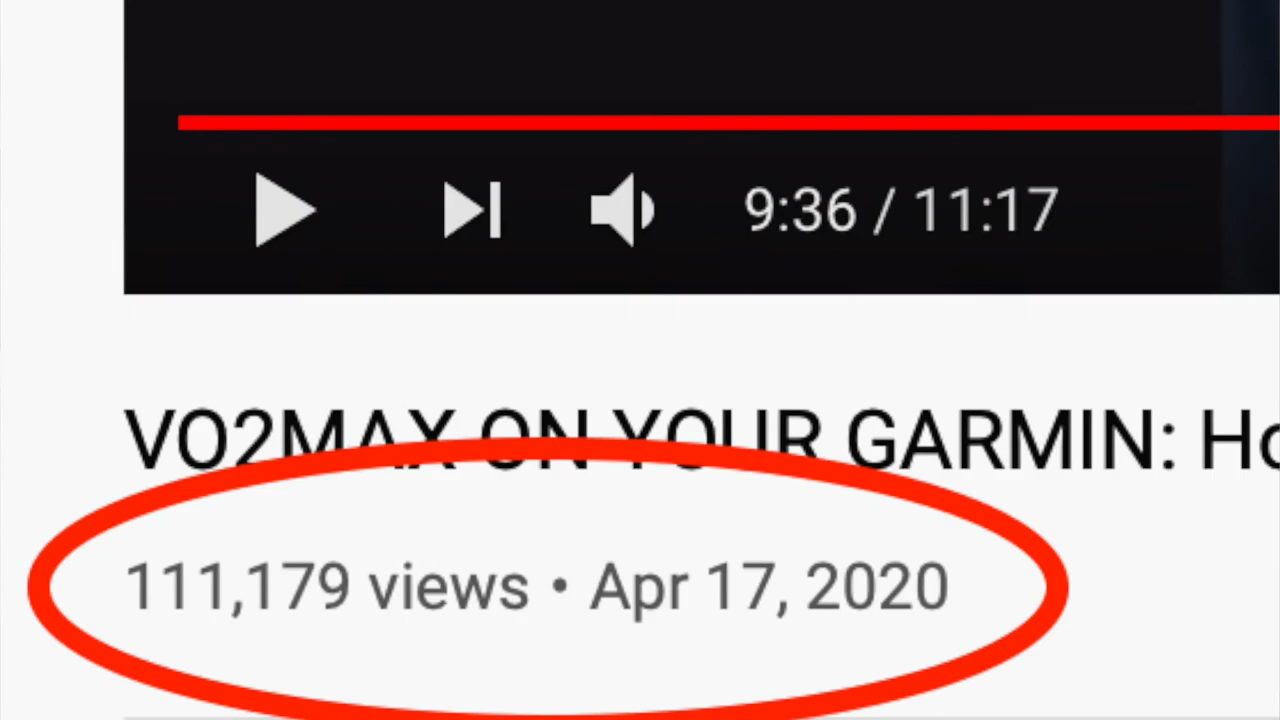 9:36 / 11:17
VO2MAX ON YOUR GARMIN:
111,179 views • Apr 17, 2020